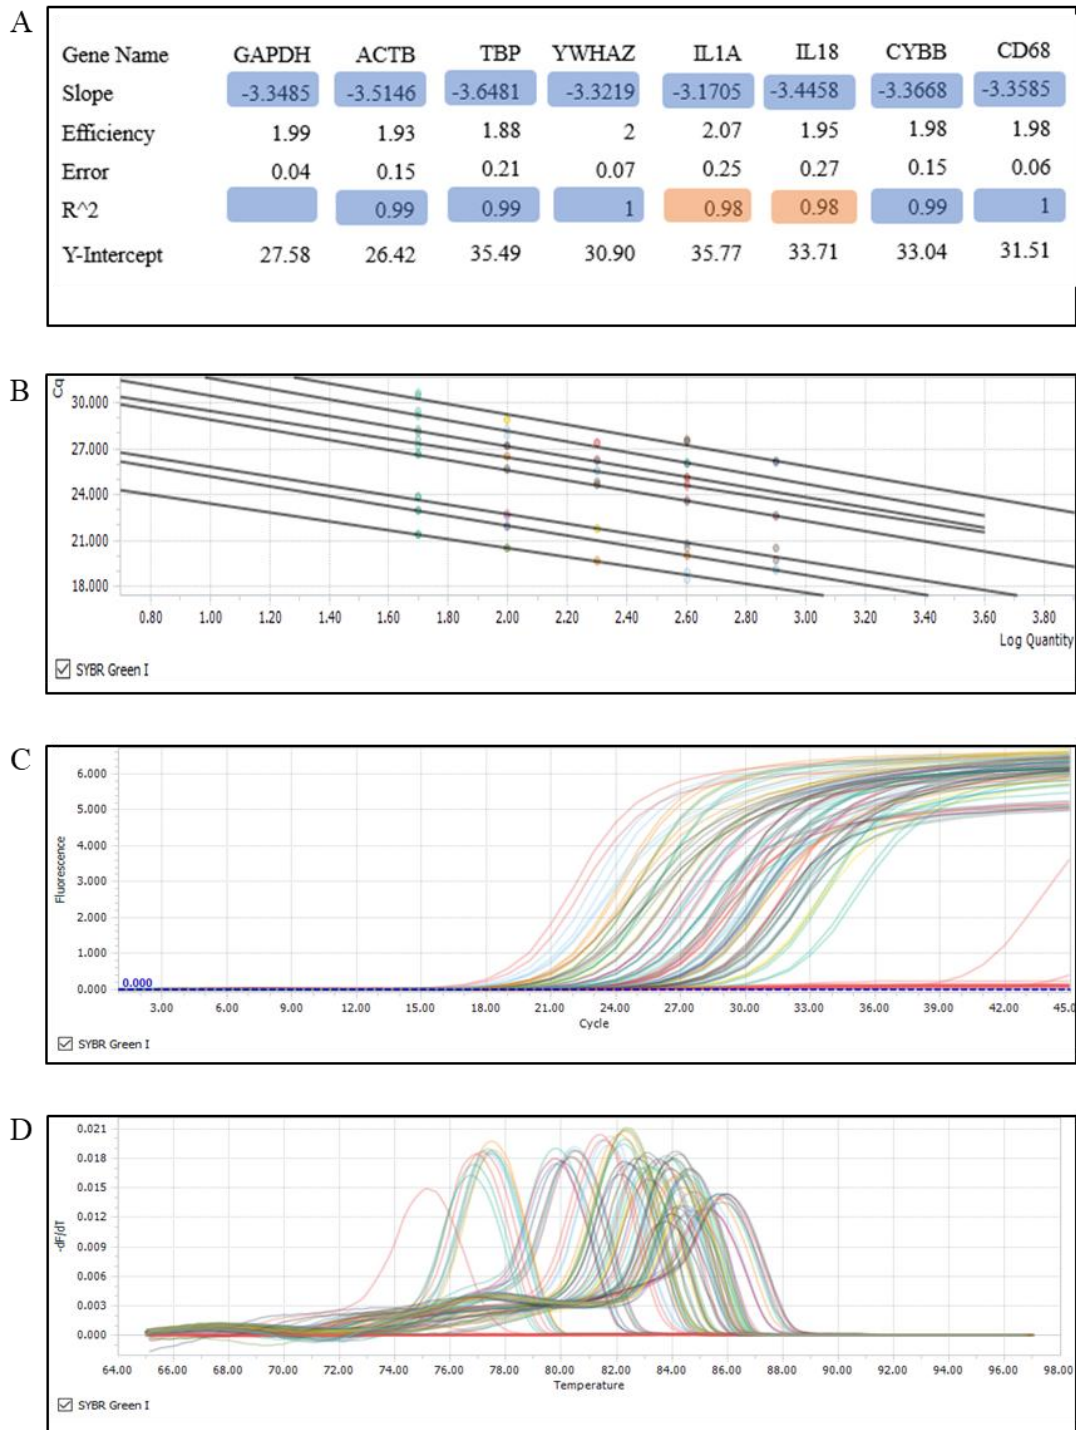 A
Gene Name GAPDH ACTB TBP YWHAZ IL1A IL18 CYBB CD68
Slope -3.3485 -3.5146 -3.6481 -3.3219 -3.1705 -3.4458 -3.3668 -3.3585
Efficiency 1.99 1.93 1.88 2 2.07 1.95 1.98 1.98
Error 0.04 0.15 0.21 0.07 0.25 0.27 0.15 0.06
R^2 0.99 0.99 1 0.98 0.98 0.99 1
Y-Intercept 27.58 26.42 35.49 30.90 35.77 33.71 33.04 31.51
B
Cq
30.000
27.000
24.000
21.000
18.000
0.80 1.00 1.20 1.40 1.60 1.80 2.00 2.20 2.40 2.60 2.80 3.00 3.20 3.40 3.60 3.80
Log Quantity
SYBR Green I
C
Fluorescence
6.000
5.000
4.000
3.000
2.000
1.000
0.000
0.000
3.00 6.00 9.00 12.00 15.00 18.00 21.00 24.00 27.00 30.00 33.00 36.00 39.00 42.00 45.0
Cycle
SYBR Green I
D
-dF/dT
0.021
0.018
0.015
0.012
0.009
0.006
0.003
0.000
64.00 66.00 68.00 70.00 72.00 74.00 76.00 78.00 80.00 82.00 84.00 86.00 88.00 90.00 92.00 94.00 96.00 98.00
Temperature
SYBR Green I